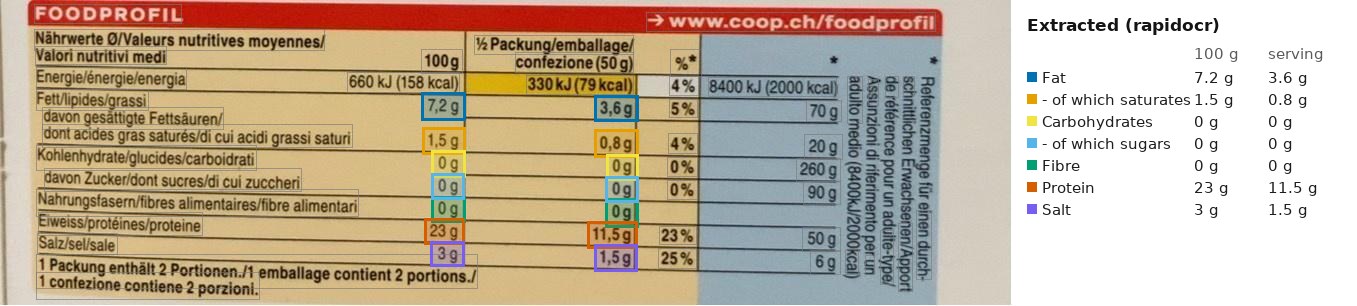 FOODPROFIL
→ www.coop.ch/foodprofil
Nährwerte Ø/Valeurs nutritives moyennes/
Valori nutritivi medi
100g
½ Packung/emballage/
confezione (50 g)
%*
*
Energie/énergie/energia 660 kJ (158 kcal) 330 kJ (79 kcal) 4% 8400 kJ (2000 kcal)
Fett/lipides/grassi 7,2 g 3,6 g 5% 70 g
davon gesättigte Fettsäuren/
dont acides gras saturés/di cui acidi grassi saturi 1,5 g 0,8 g 4% 20 g
Kohlenhydrate/glucides/carboidrati 0 g 0 g 0% 260 g
davon Zucker/dont sucres/di cui zuccheri 0 g 0 g 0% 90 g
Nahrungsfasern/fibres alimentaires/fibre alimentari 0 g 0 g
Eiweiss/protéines/proteine 23 g 11,5 g 23% 50 g
Salz/sel/sale 3 g 1,5 g 25% 6 g
1 Packung enthält 2 Portionen./1 emballage contient 2 portions./
1 confezione contiene 2 porzioni.
* Referenzmenge für einen durch-
schnittlichen Erwachsenen/Apport
de référence pour un adulte-type/
Assunzioni di riferimento per un
adulto medio (8400kJ/2000kcal)
Extracted (rapidocr)
100 g serving
Fat 7.2 g 3.6 g
- of which saturates 1.5 g 0.8 g
Carbohydrates 0 g 0 g
- of which sugars 0 g 0 g
Fibre 0 g 0 g
Protein 23 g 11.5 g
Salt 3 g 1.5 g